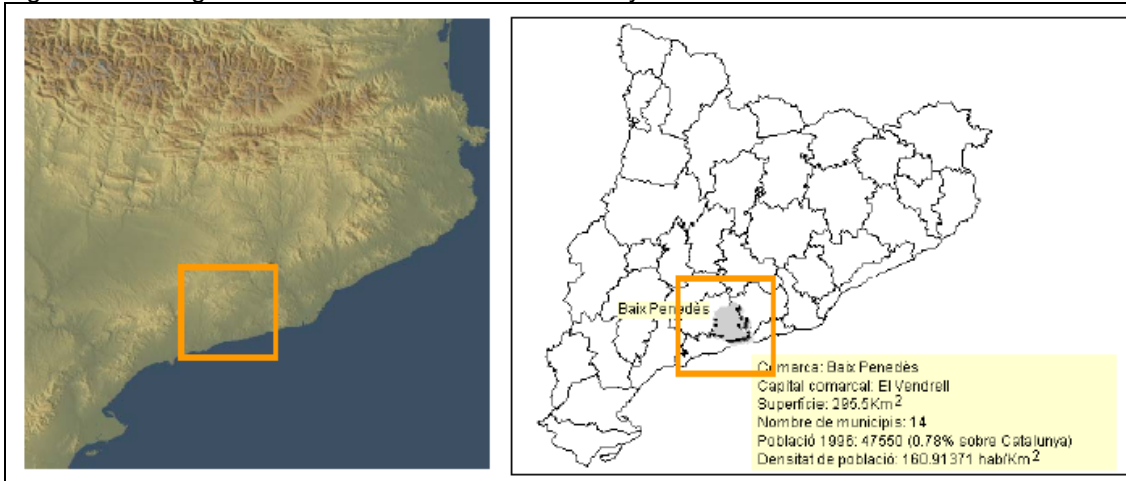 Baix Penedès
Comarca: Baix Penedès
Capital comarcal: El Vendrell
Superfície: 295.5Km²
Nombre de municipis: 14
Població 1996: 47550 (0.78% sobre Catalunya)
Densitat de població: 160.91371 hab/Km²